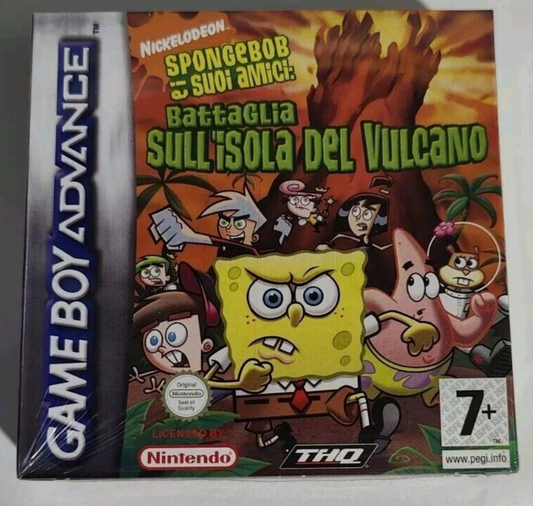 GAME BOY ADVANCE
NICKELODEON
SPONGEBOB
ei SUOI AMICI:
BATTAGLIA
SULL'ISOLA DEL VULCANO
Original
Nintendo
Seal of
Quality
LICENSED BY
Nintendo
THQ
7+
www.pegi.info